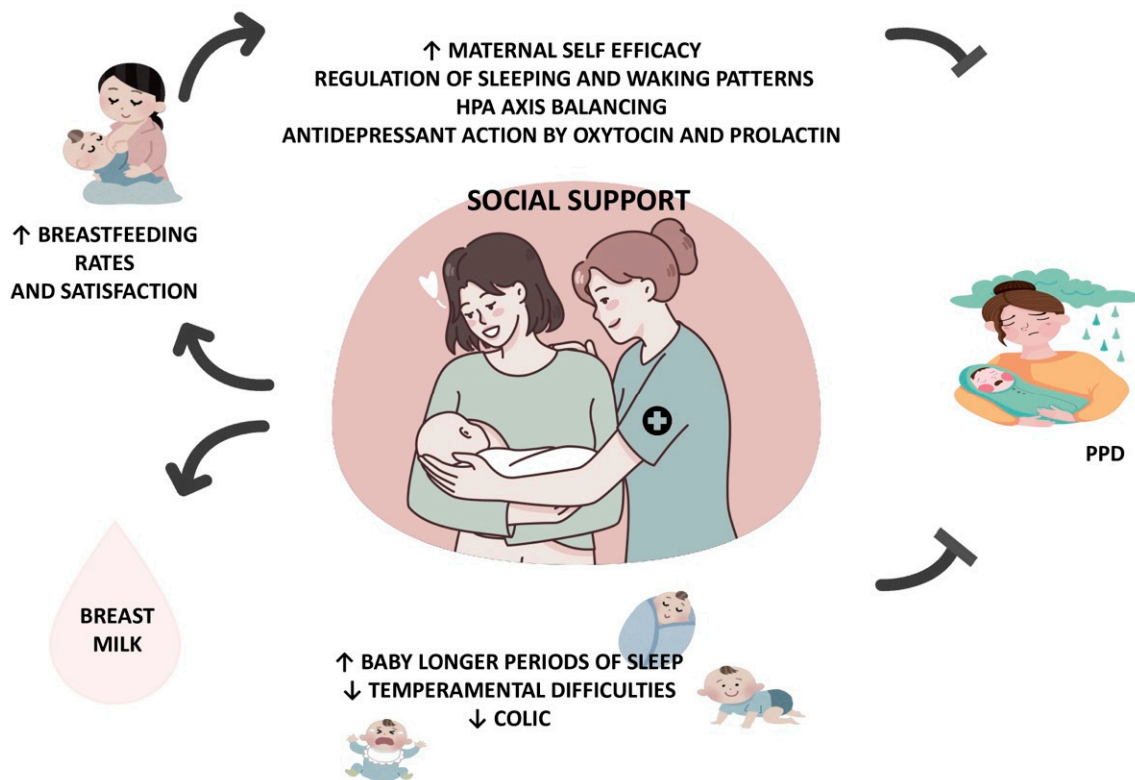 ↑ MATERNAL SELF EFFICACY
REGULATION OF SLEEPING AND WAKING PATTERNS
HPA AXIS BALANCING
ANTIDEPRESSANT ACTION BY OXYTOCIN AND PROLACTIN
SOCIAL SUPPORT
↑ BREASTFEEDING
RATES
AND SATISFACTION
PPD
BREAST
MILK
↑ BABY LONGER PERIODS OF SLEEP
↓ TEMPERAMENTAL DIFFICULTIES
↓ COLIC